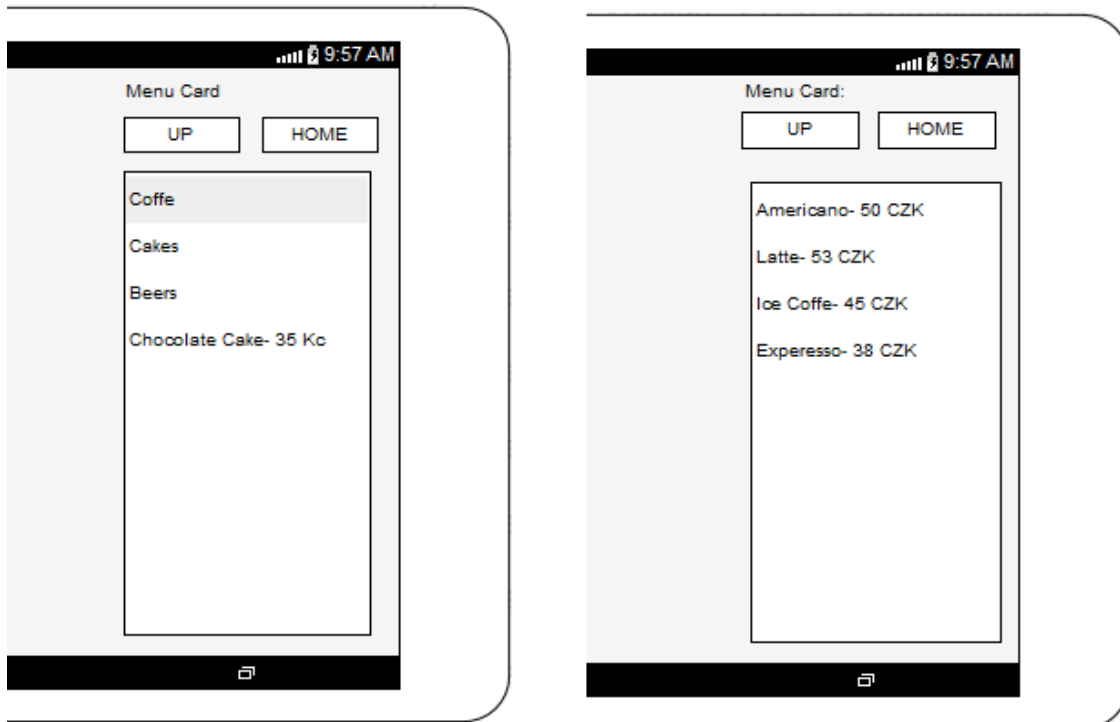 9:57 AM
Menu Card
UP HOME
Coffe
Cakes
Beers
Chocolate Cake- 35 Kc
9:57 AM
Menu Card:
UP HOME
Americano- 50 CZK
Latte- 53 CZK
Ice Coffe- 45 CZK
Experesso- 38 CZK